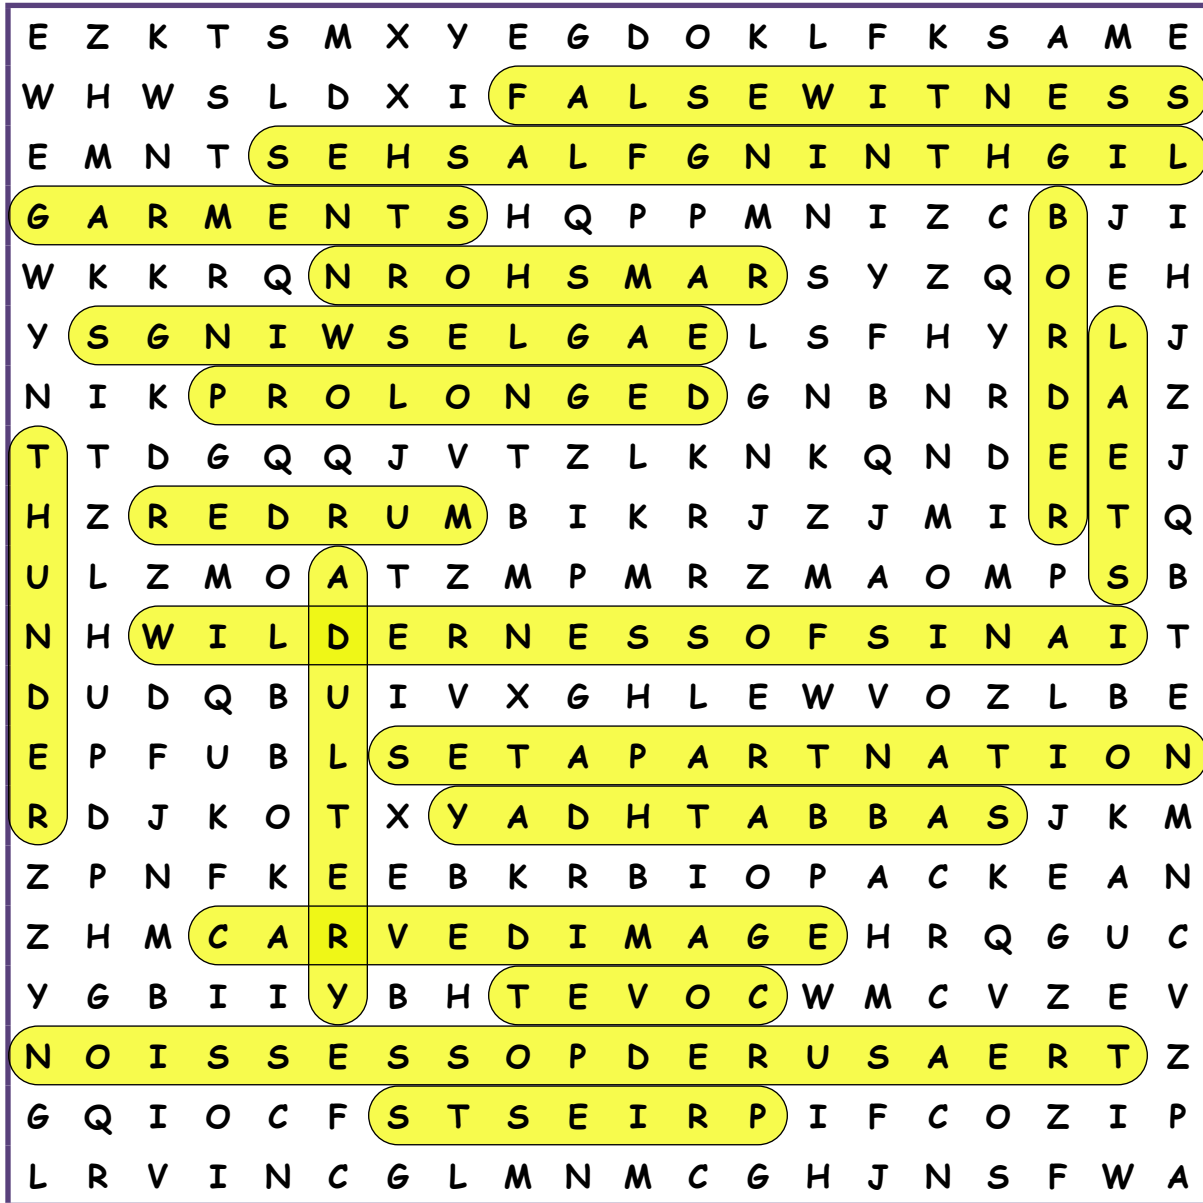 E Z K T S M X Y E G D O K L F K S A M E
W H W S L D X I F A L S E W I T N E S S
E M N T S E H S A L F G N I N T H G I L
G A R M E N T S H Q P P M N I Z C B J I
W K K R Q N R O H S M A R S Y Z Q O E H
Y S G N I W S E L G A E L S F H Y R L J
N I K P R O L O N G E D G N B N R D A Z
T T D G Q Q J V T Z L K N K Q N D E E J
H Z R E D R U M B I K R J Z J M I R T Q
U L Z M O A T Z M P M R Z M A O M P S B
N H W I L D E R N E S S O F S I N A I T
D U D Q B U I V X G H L E W V O Z L B E
E P F U B L S E T A P A R T N A T I O N
R D J K O T X Y A D H T A B B A S J K M
Z P N F K E E B K R B I O P A C K E A N
Z H M C A R V E D I M A G E H R Q G U C
Y G B I I Y B H T E V O C W M C V Z E V
N O I S S E S S O P D E R U S A E R T Z
G Q I O C F S T S E I R P I F C O Z I P
L R V I N C G L M N M C G H J N S F W A